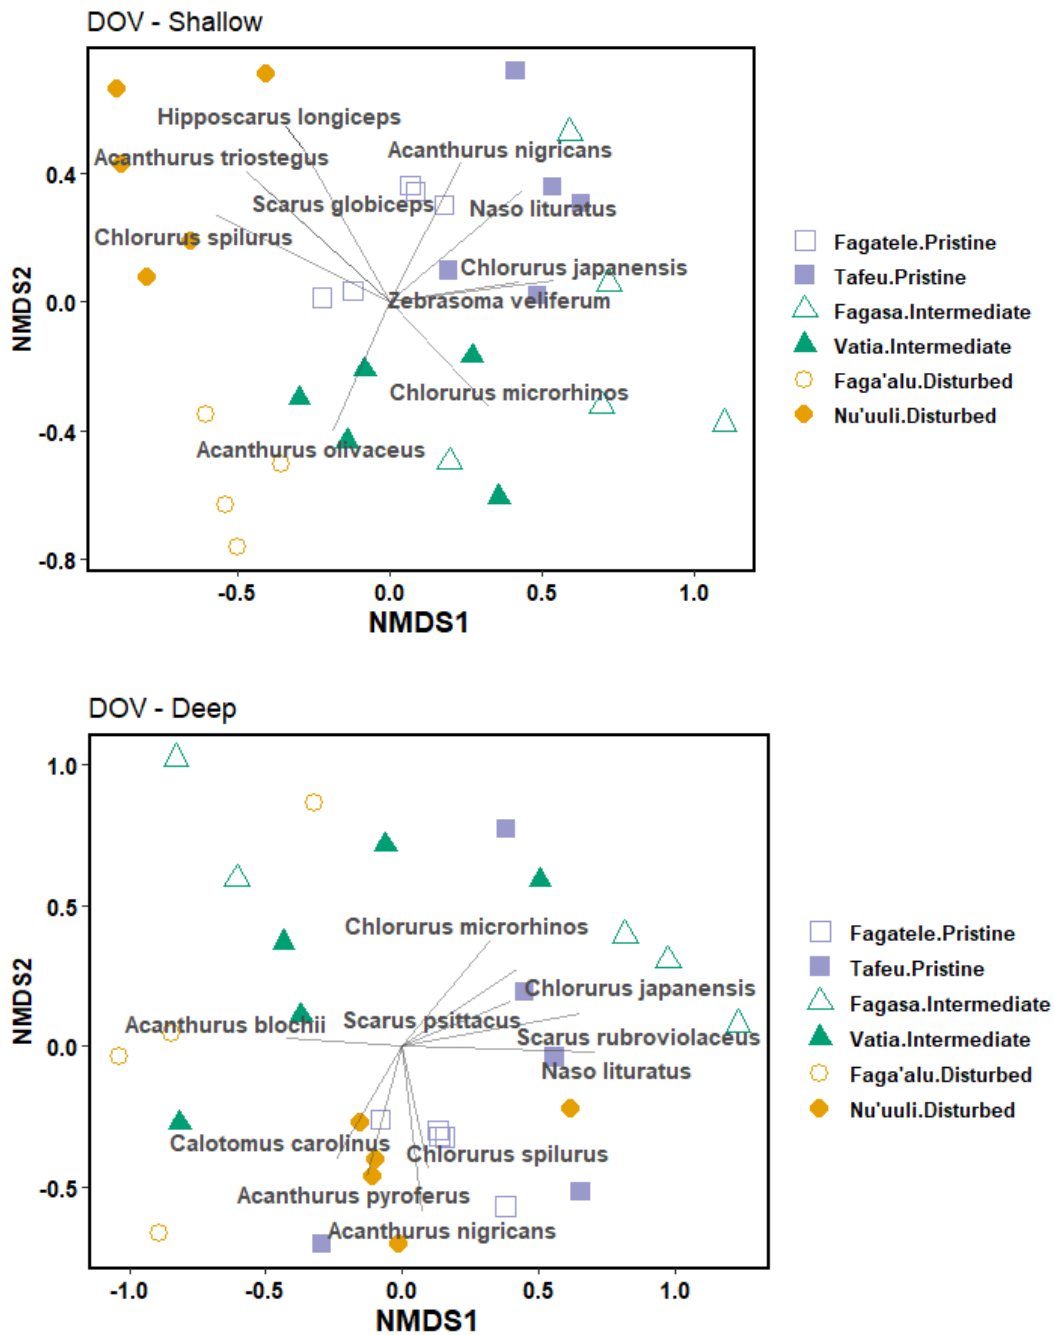 DOV - Shallow
Hipposcarus longiceps
Acanthurus triostegus
Acanthurus nigricans
Scarus globiceps
Naso lituratus
Chlorurus spilurus
Chlorurus japanensis
Zebrasoma veliferum
Chlorurus microrhinos
Acanthurus olivaceus
0.4
0.0
-0.4
-0.8
NMDS2
-0.5
0.0
0.5
1.0
NMDS1
Fagatele.Pristine
Tafeu.Pristine
Fagasa.Intermediate
Vatia.Intermediate
Faga'alu.Disturbed
Nu'uuli.Disturbed
DOV - Deep
Chlorurus microrhinos
Chlorurus japanensis
Scarus psittacus
Acanthurus blochii
Scarus rubroviolaceus
Naso lituratus
Calotomus carolinus
Chlorurus spilurus
Acanthurus pyroferus
Acanthurus nigricans
1.0
0.5
0.0
-0.5
NMDS2
-1.0
-0.5
0.0
0.5
1.0
NMDS1
Fagatele.Pristine
Tafeu.Pristine
Fagasa.Intermediate
Vatia.Intermediate
Faga'alu.Disturbed
Nu'uuli.Disturbed